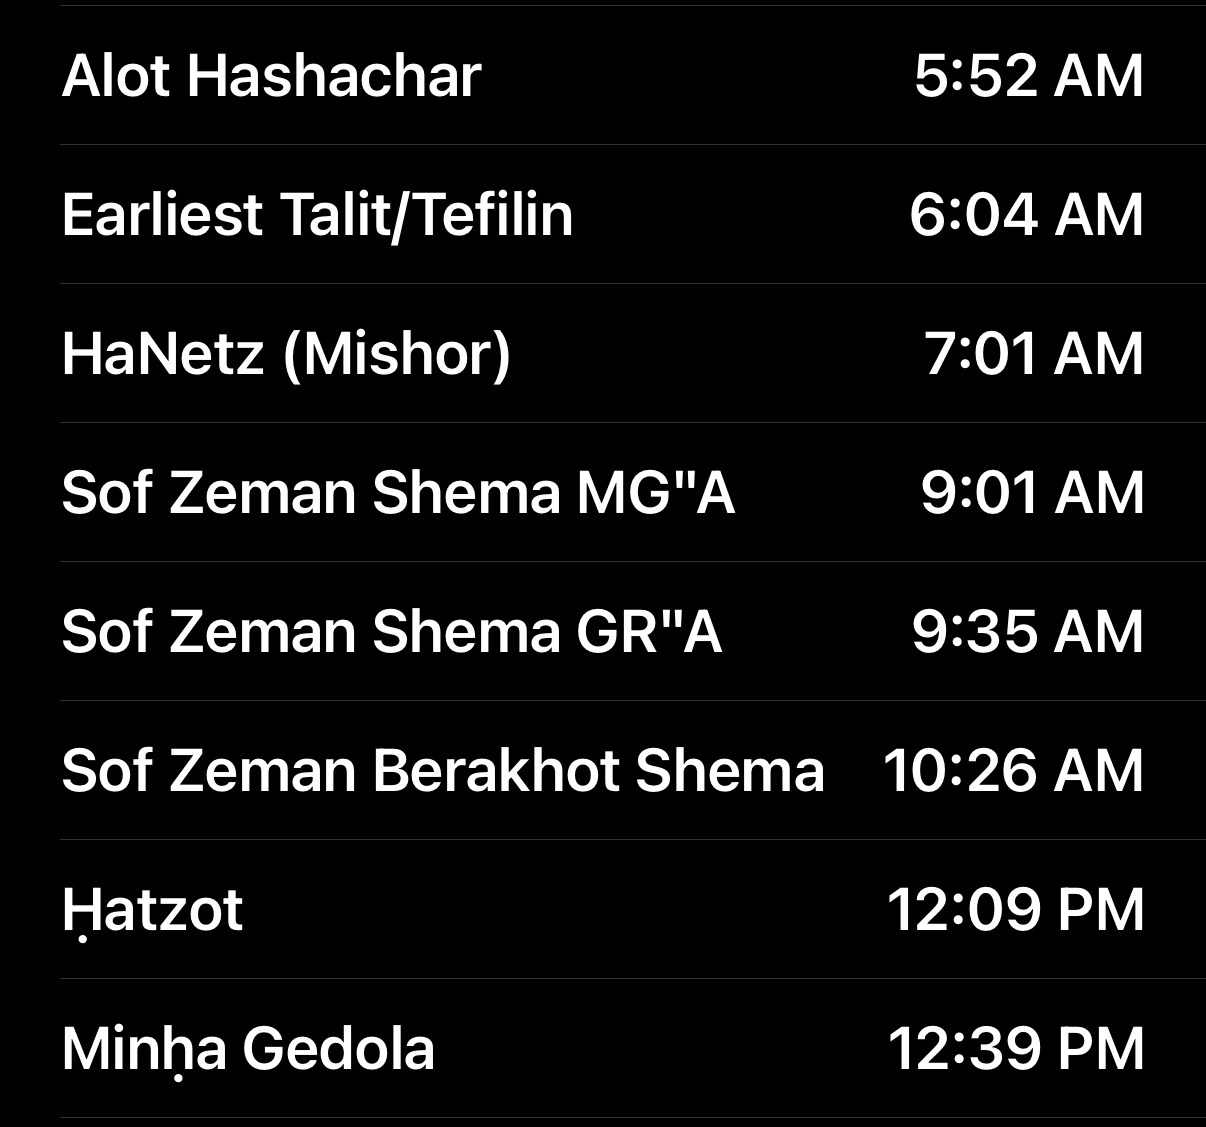 Alot Hashachar 5:52 AM
Earliest Talit/Tefilin 6:04 AM
HaNetz (Mishor) 7:01 AM
Sof Zeman Shema MG"A 9:01 AM
Sof Zeman Shema GR"A 9:35 AM
Sof Zeman Berakhot Shema 10:26 AM
Ḥatzot 12:09 PM
Minḥa Gedola 12:39 PM